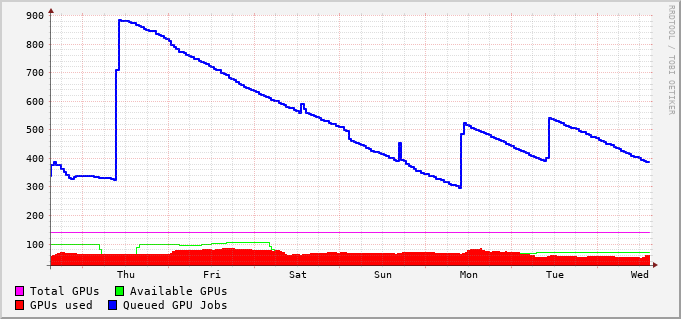 900
800
700
600
500
400
300
200
100
Thu Fri Sat Sun Mon Tue Wed
Total GPUs Available GPUs
GPUs used Queued GPU Jobs
RRDTOOL / TOBI OETIKER